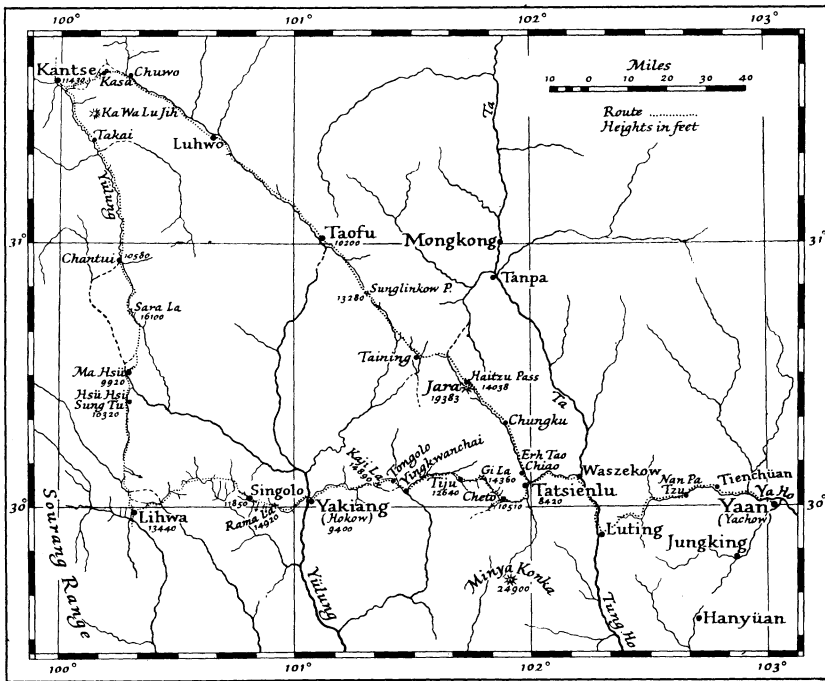 100°
101°
102°
103°
Miles
10 0 10 20 30 40
Route ............
Heights in feet
Kantse
11430
Kasa
Chuwo
Ka Wa Lu Jih
Takai
Luhwo
Yülung
Ta
31°
31°
Taofu
10200
Mongkong
Chantui
10580
Tanpa
Sunglinkow P.
13280
Sara La
16100
Taining
Ma Hsü
9920
Haitzu Pass
14038
Jara
19383
Hsü Hsi
Sung Tu
10320
Chungku
Ta
Erh Tao
Chiao
Kaji La
14890
Tongolo
Yingkwanchai
Gi La
14360
Waszekow
Nan Pa
Tzu
Tienchüan
Tiju
12640
Cheto
10510
Tatsienlu
8420
Ya Ho
30°
30°
Singolo
11850
Rama La
14920
Yakiang
(Hokow)
9400
Yaan
(Yachow)
Lihwa
13440
Luting
Jungking
Sourang Range
Minya Konka
24900
Yülung
Tung Ho
Hanyüan
100°
101°
102°
103°